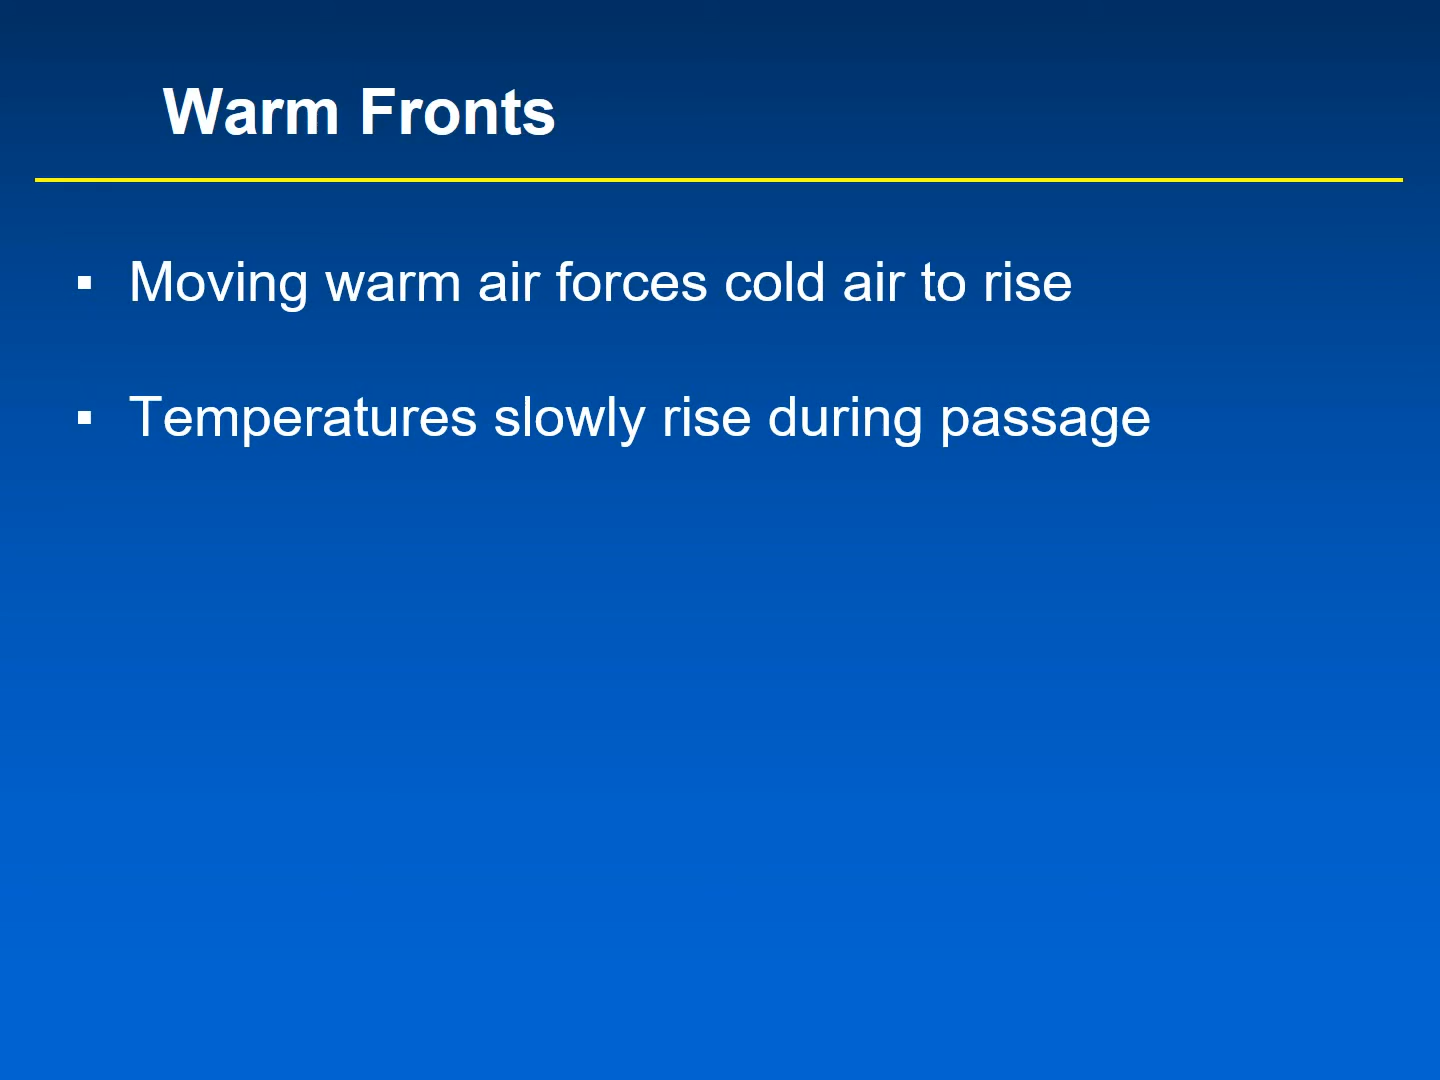 Warm Fronts
▪ Moving warm air forces cold air to rise
▪ Temperatures slowly rise during passage